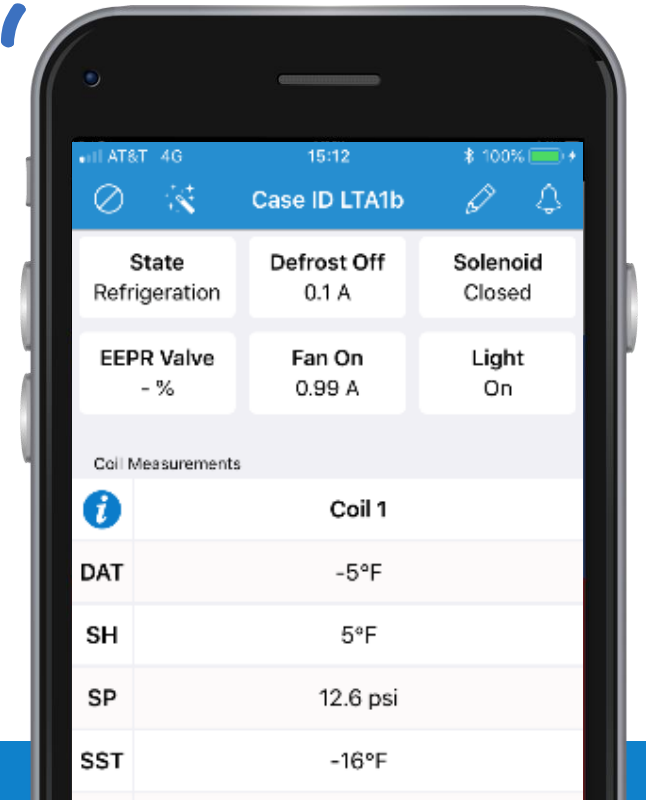 AT&T 4G 15:12 100%
Case ID LTA1b
State Defrost Off Solenoid
Refrigeration 0.1 A Closed
EEPR Valve Fan On Light
- % 0.99 A On
Coil Measurements
i Coil 1
DAT -5°F
SH 5°F
SP 12.6 psi
SST -16°F